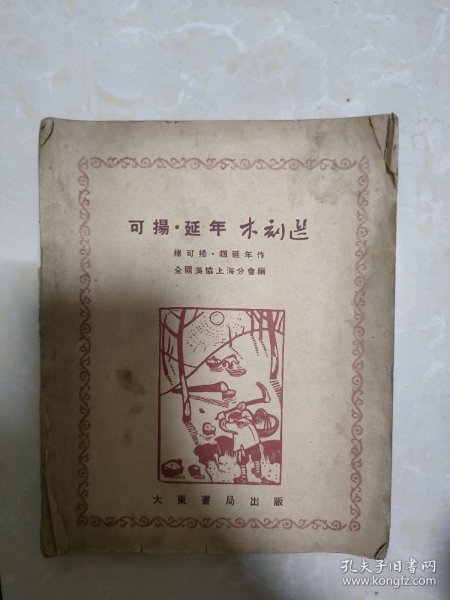 可揚·延年 木刻选
楊可揚·趙延年作
全國美協上海分會編
大東書局出版
孔夫子旧书网
www.kongfz.com